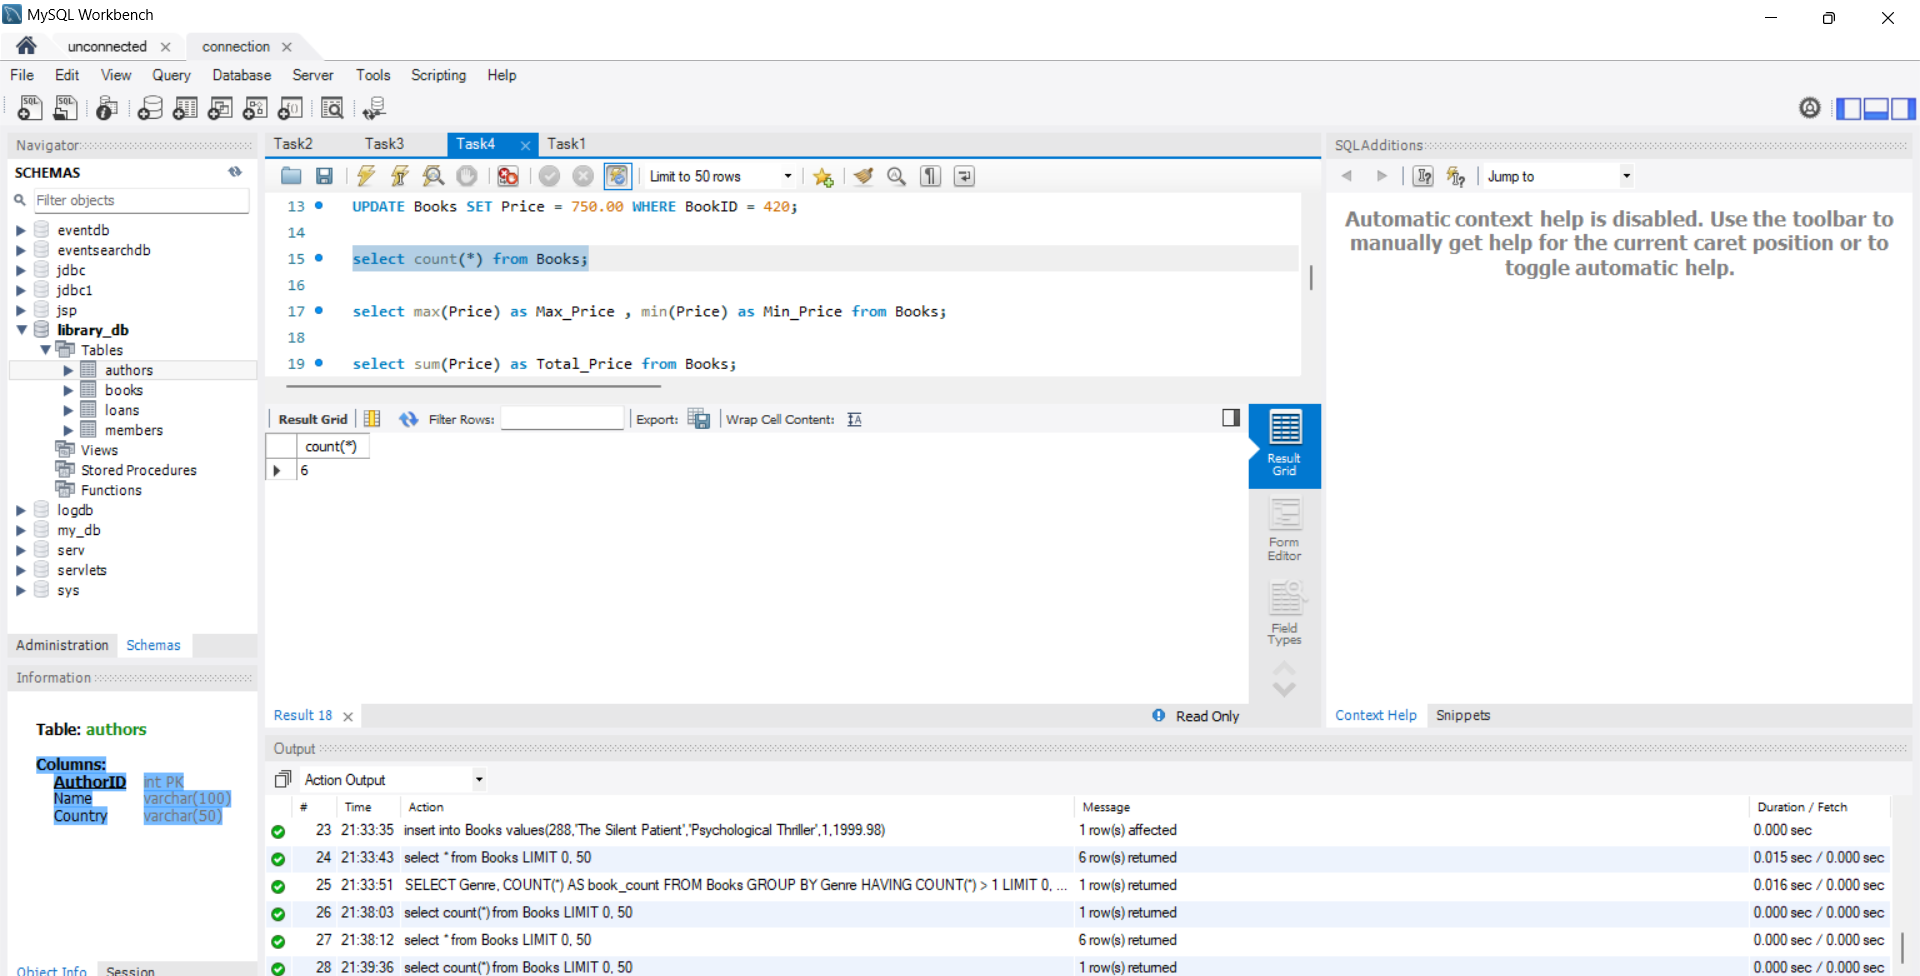 MySQL Workbench
unconnected
connection
File Edit View Query Database Server Tools Scripting Help
Navigator
SCHEMAS
Filter objects
eventdb
eventsearchdb
jdbc
jdbc1
jsp
library_db
Tables
authors
books
loans
members
Views
Stored Procedures
Functions
logdb
my_db
serv
servlets
sys
Administration Schemas
Information
Table: authors
Columns:
AuthorID int PK
Name varchar(100)
Country varchar(50)
Object Info Session
Task2 Task3 Task4 Task1
Limit to 50 rows
13 UPDATE Books SET Price = 750.00 WHERE BookID = 420;
14
15 select count(*) from Books;
16
17 select max(Price) as Max_Price , min(Price) as Min_Price from Books;
18
19 select sum(Price) as Total_Price from Books;
Result Grid Filter Rows: Export: Wrap Cell Content:
count(*)
6
Result
Grid
Form
Editor
Field
Types
Result 18
Read Only
SQLAdditions
Jump to
Automatic context help is disabled. Use the toolbar to
manually get help for the current caret position or to
toggle automatic help.
Context Help Snippets
Output
Action Output
# Time Action Message Duration / Fetch
23 21:33:35 insert into Books values(288,'The Silent Patient','Psychological Thriller',1,1999.98) 1 row(s) affected 0.000 sec
24 21:33:43 select * from Books LIMIT 0, 50 6 row(s) returned 0.015 sec / 0.000 sec
25 21:33:51 SELECT Genre, COUNT(*) AS book_count FROM Books GROUP BY Genre HAVING COUNT(*) > 1 LIMIT 0, ... 1 row(s) returned 0.016 sec / 0.000 sec
26 21:38:03 select count(*) from Books LIMIT 0, 50 1 row(s) returned 0.000 sec / 0.000 sec
27 21:38:12 select * from Books LIMIT 0, 50 6 row(s) returned 0.000 sec / 0.000 sec
28 21:39:36 select count(*) from Books LIMIT 0, 50 1 row(s) returned 0.000 sec / 0.000 sec